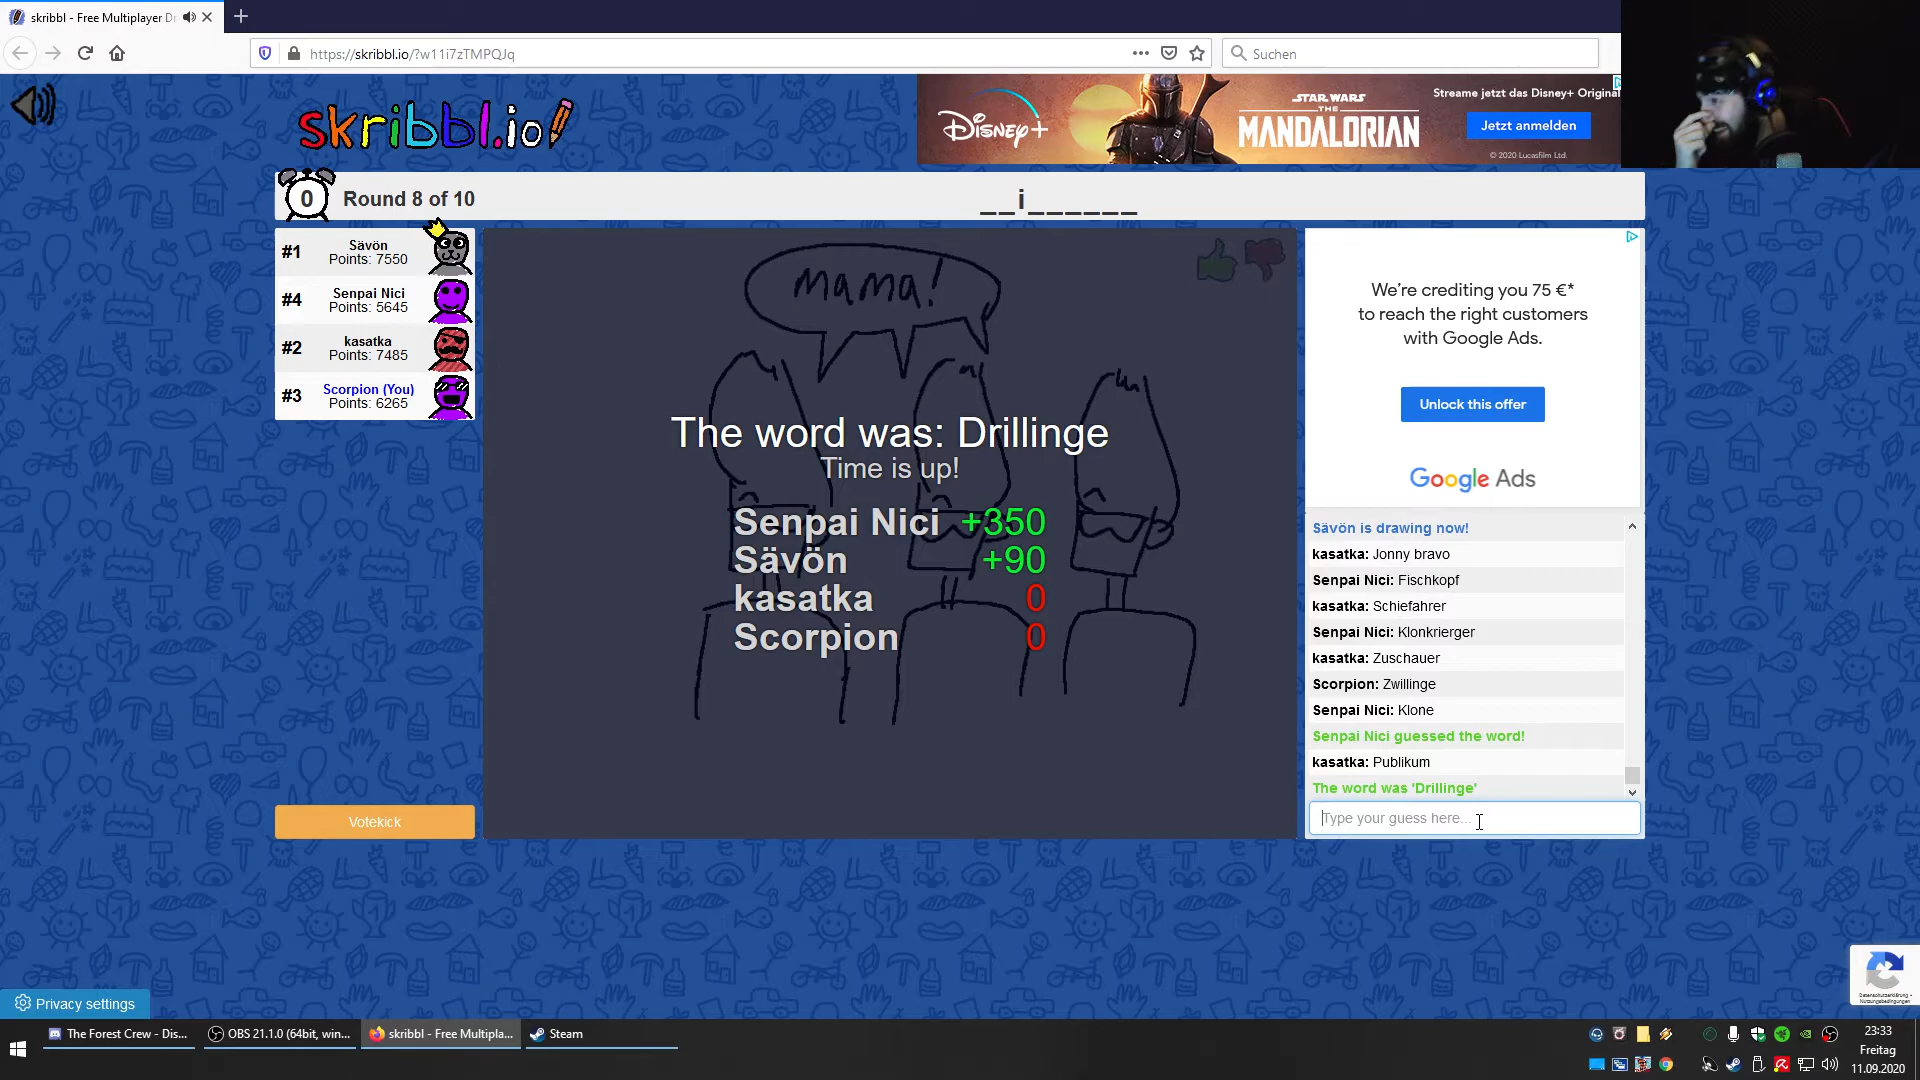 skribbl - Free Multiplayer Dr
https://skribbl.io/?w11i7zTMPQJq
Suchen
skribbl.io
Disney+
STAR WARS
THE
MANDALORIAN
Streame jetzt das Disney+ Original
Jetzt anmelden
© 2020 Lucasfilm Ltd.
0
Round 8 of 10
__i______
#1
Sävön
Points: 7550
#4
Senpai Nici
Points: 5645
#2
kasatka
Points: 7485
#3
Scorpion (You)
Points: 6265
Votekick
mama!
The word was: Drillinge
Time is up!
Senpai Nici +350
Sävön +90
kasatka 0
Scorpion 0
We're crediting you 75 €*
to reach the right customers
with Google Ads.
Unlock this offer
Google Ads
Sävön is drawing now!
kasatka: Jonny bravo
Senpai Nici: Fischkopf
kasatka: Schiefahrer
Senpai Nici: Klonkrierger
kasatka: Zuschauer
Scorpion: Zwillinge
Senpai Nici: Klone
Senpai Nici guessed the word!
kasatka: Publikum
The word was 'Drillinge'
Type your guess here...
Datenschutzerklärung -
Nutzungsbedingungen
Privacy settings
The Forest Crew - Dis...
OBS 21.1.0 (64bit, win...
skribbl - Free Multipla...
Steam
23:33
Freitag
11.09.2020